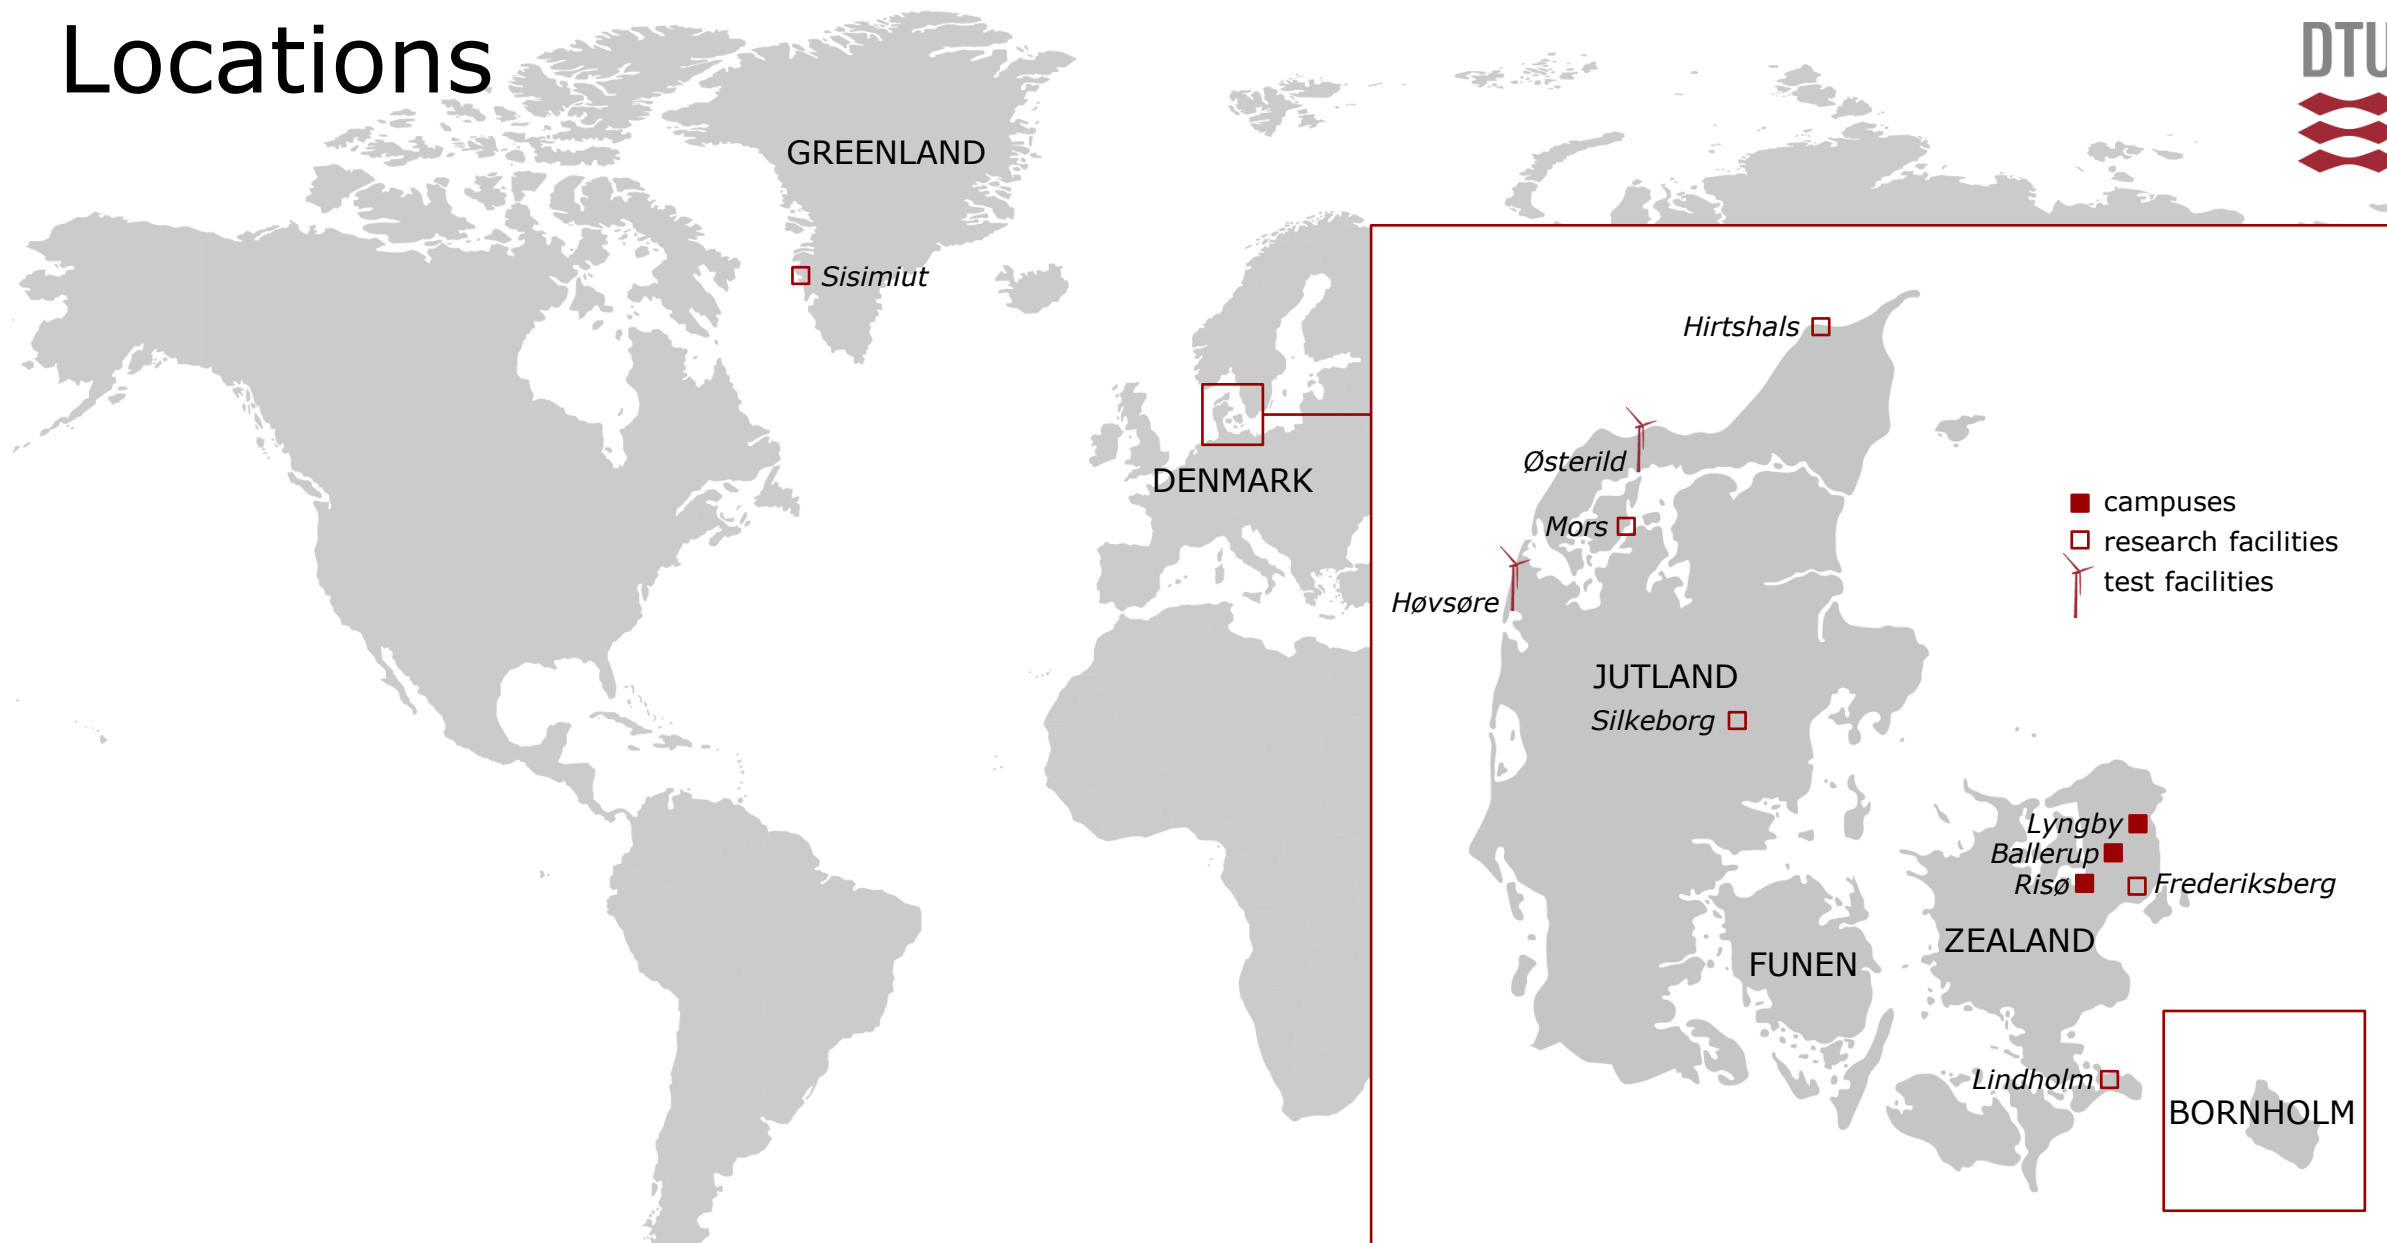 Locations
DTU
GREENLAND
Sisimiut
DENMARK
Hirtshals
Østerild
Mors
Høvsøre
campuses
research facilities
test facilities
JUTLAND
Silkeborg
Lyngby
Ballerup
Risø
Frederiksberg
ZEALAND
FUNEN
Lindholm
BORNHOLM